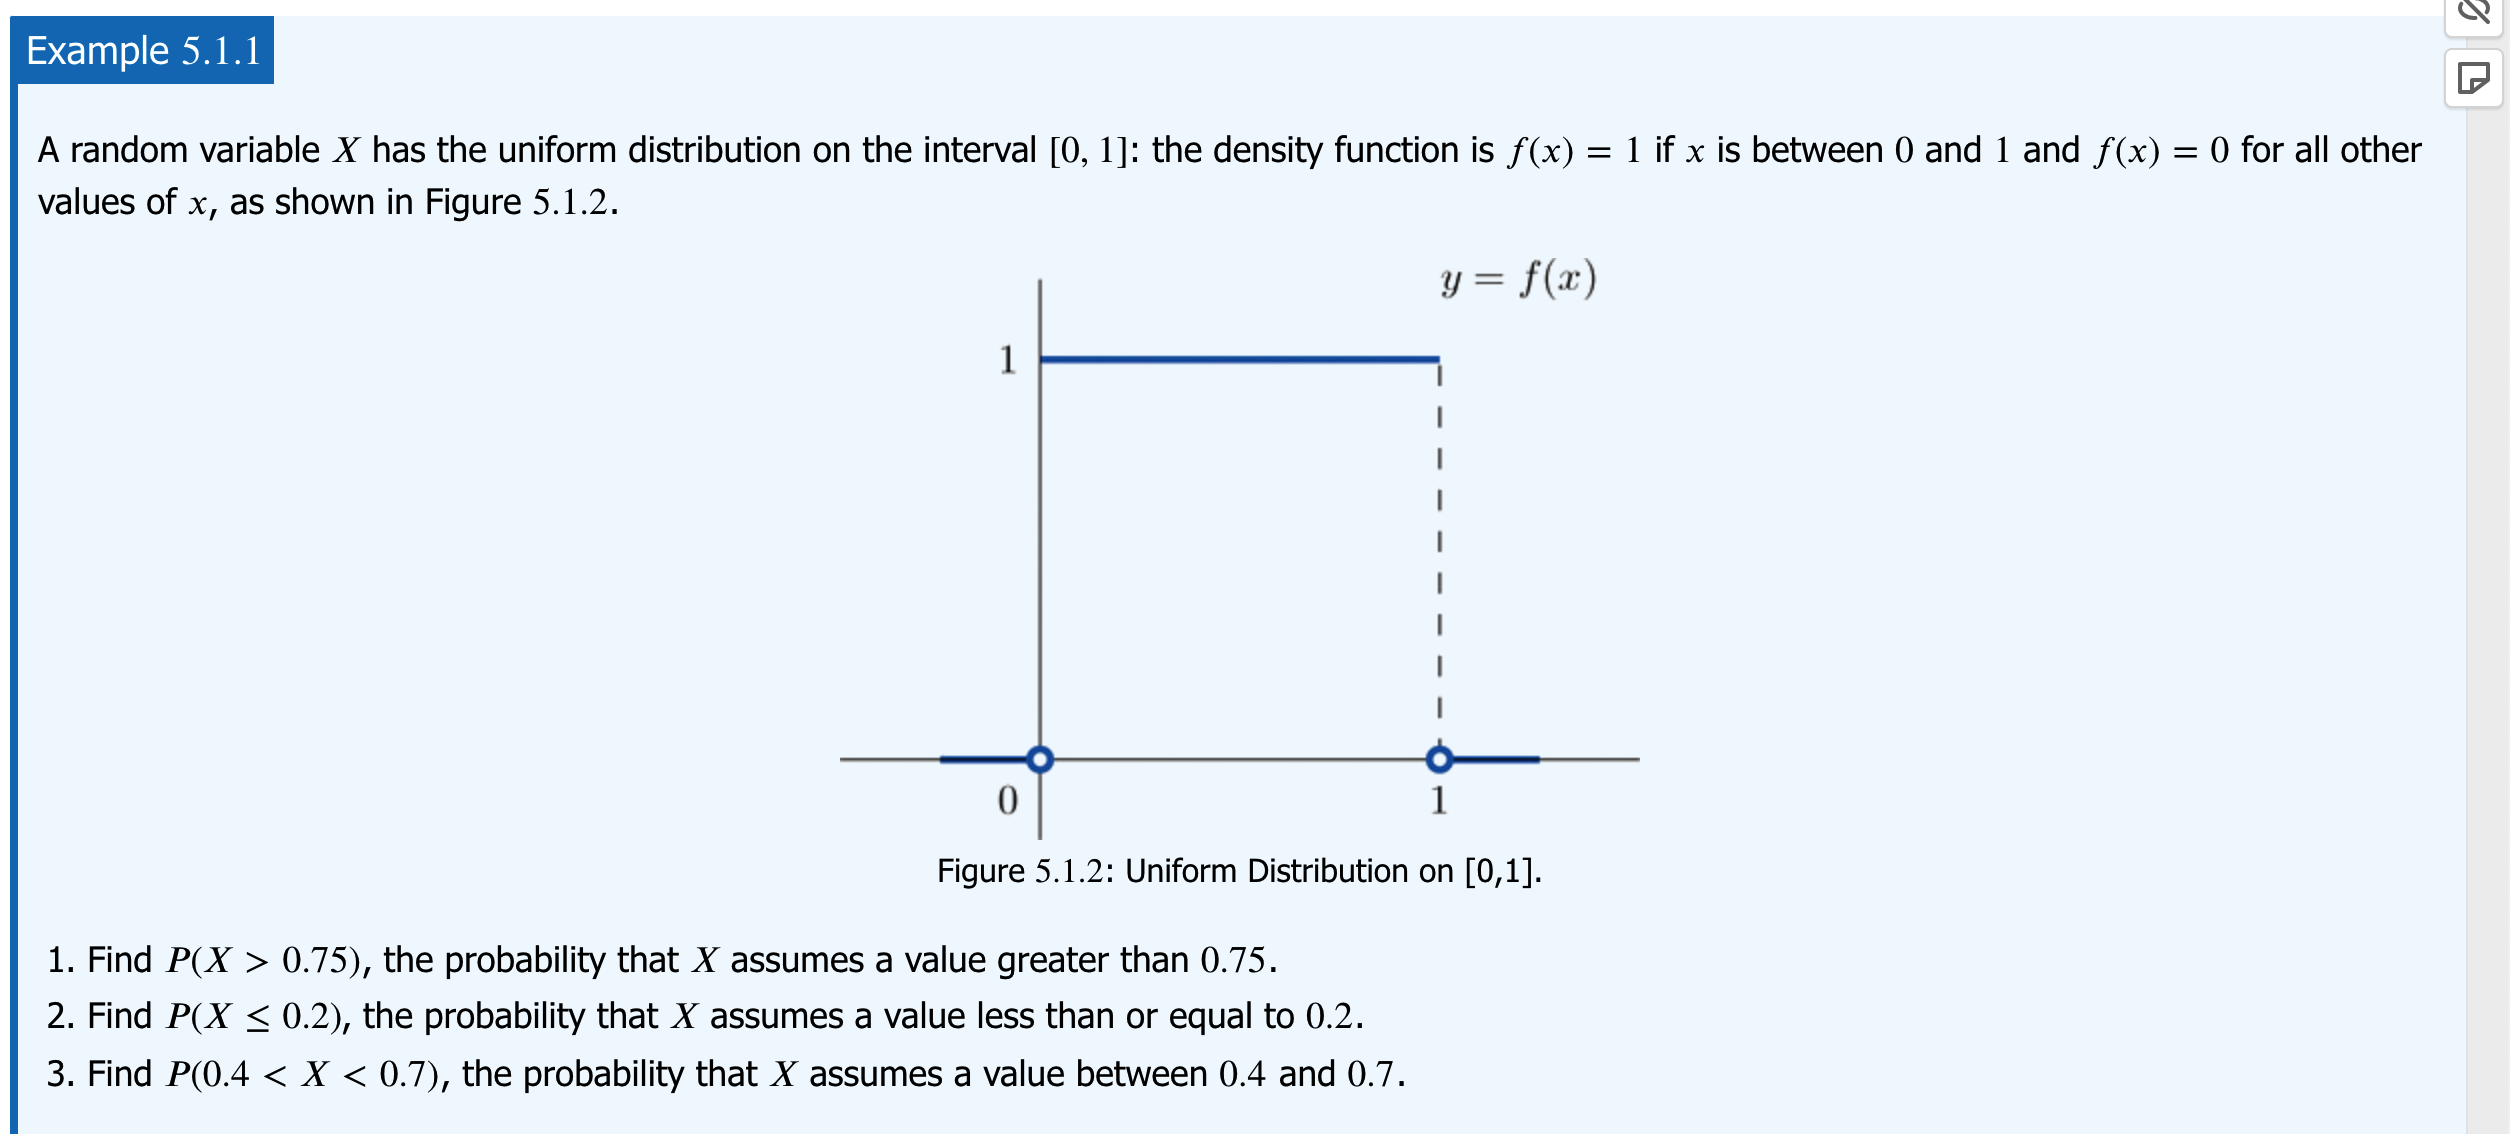 Example 5.1.1
A random variable X has the uniform distribution on the interval [0, 1]: the density function is f(x) = 1 if x is between 0 and 1 and f(x) = 0 for all other
values of x, as shown in Figure 5.1.2.
y = f(x)
1
0
1
Figure 5.1.2: Uniform Distribution on [0,1].
1. Find P(X > 0.75), the probability that X assumes a value greater than 0.75.
2. Find P(X ≤ 0.2), the probability that X assumes a value less than or equal to 0.2.
3. Find P(0.4 < X < 0.7), the probability that X assumes a value between 0.4 and 0.7.